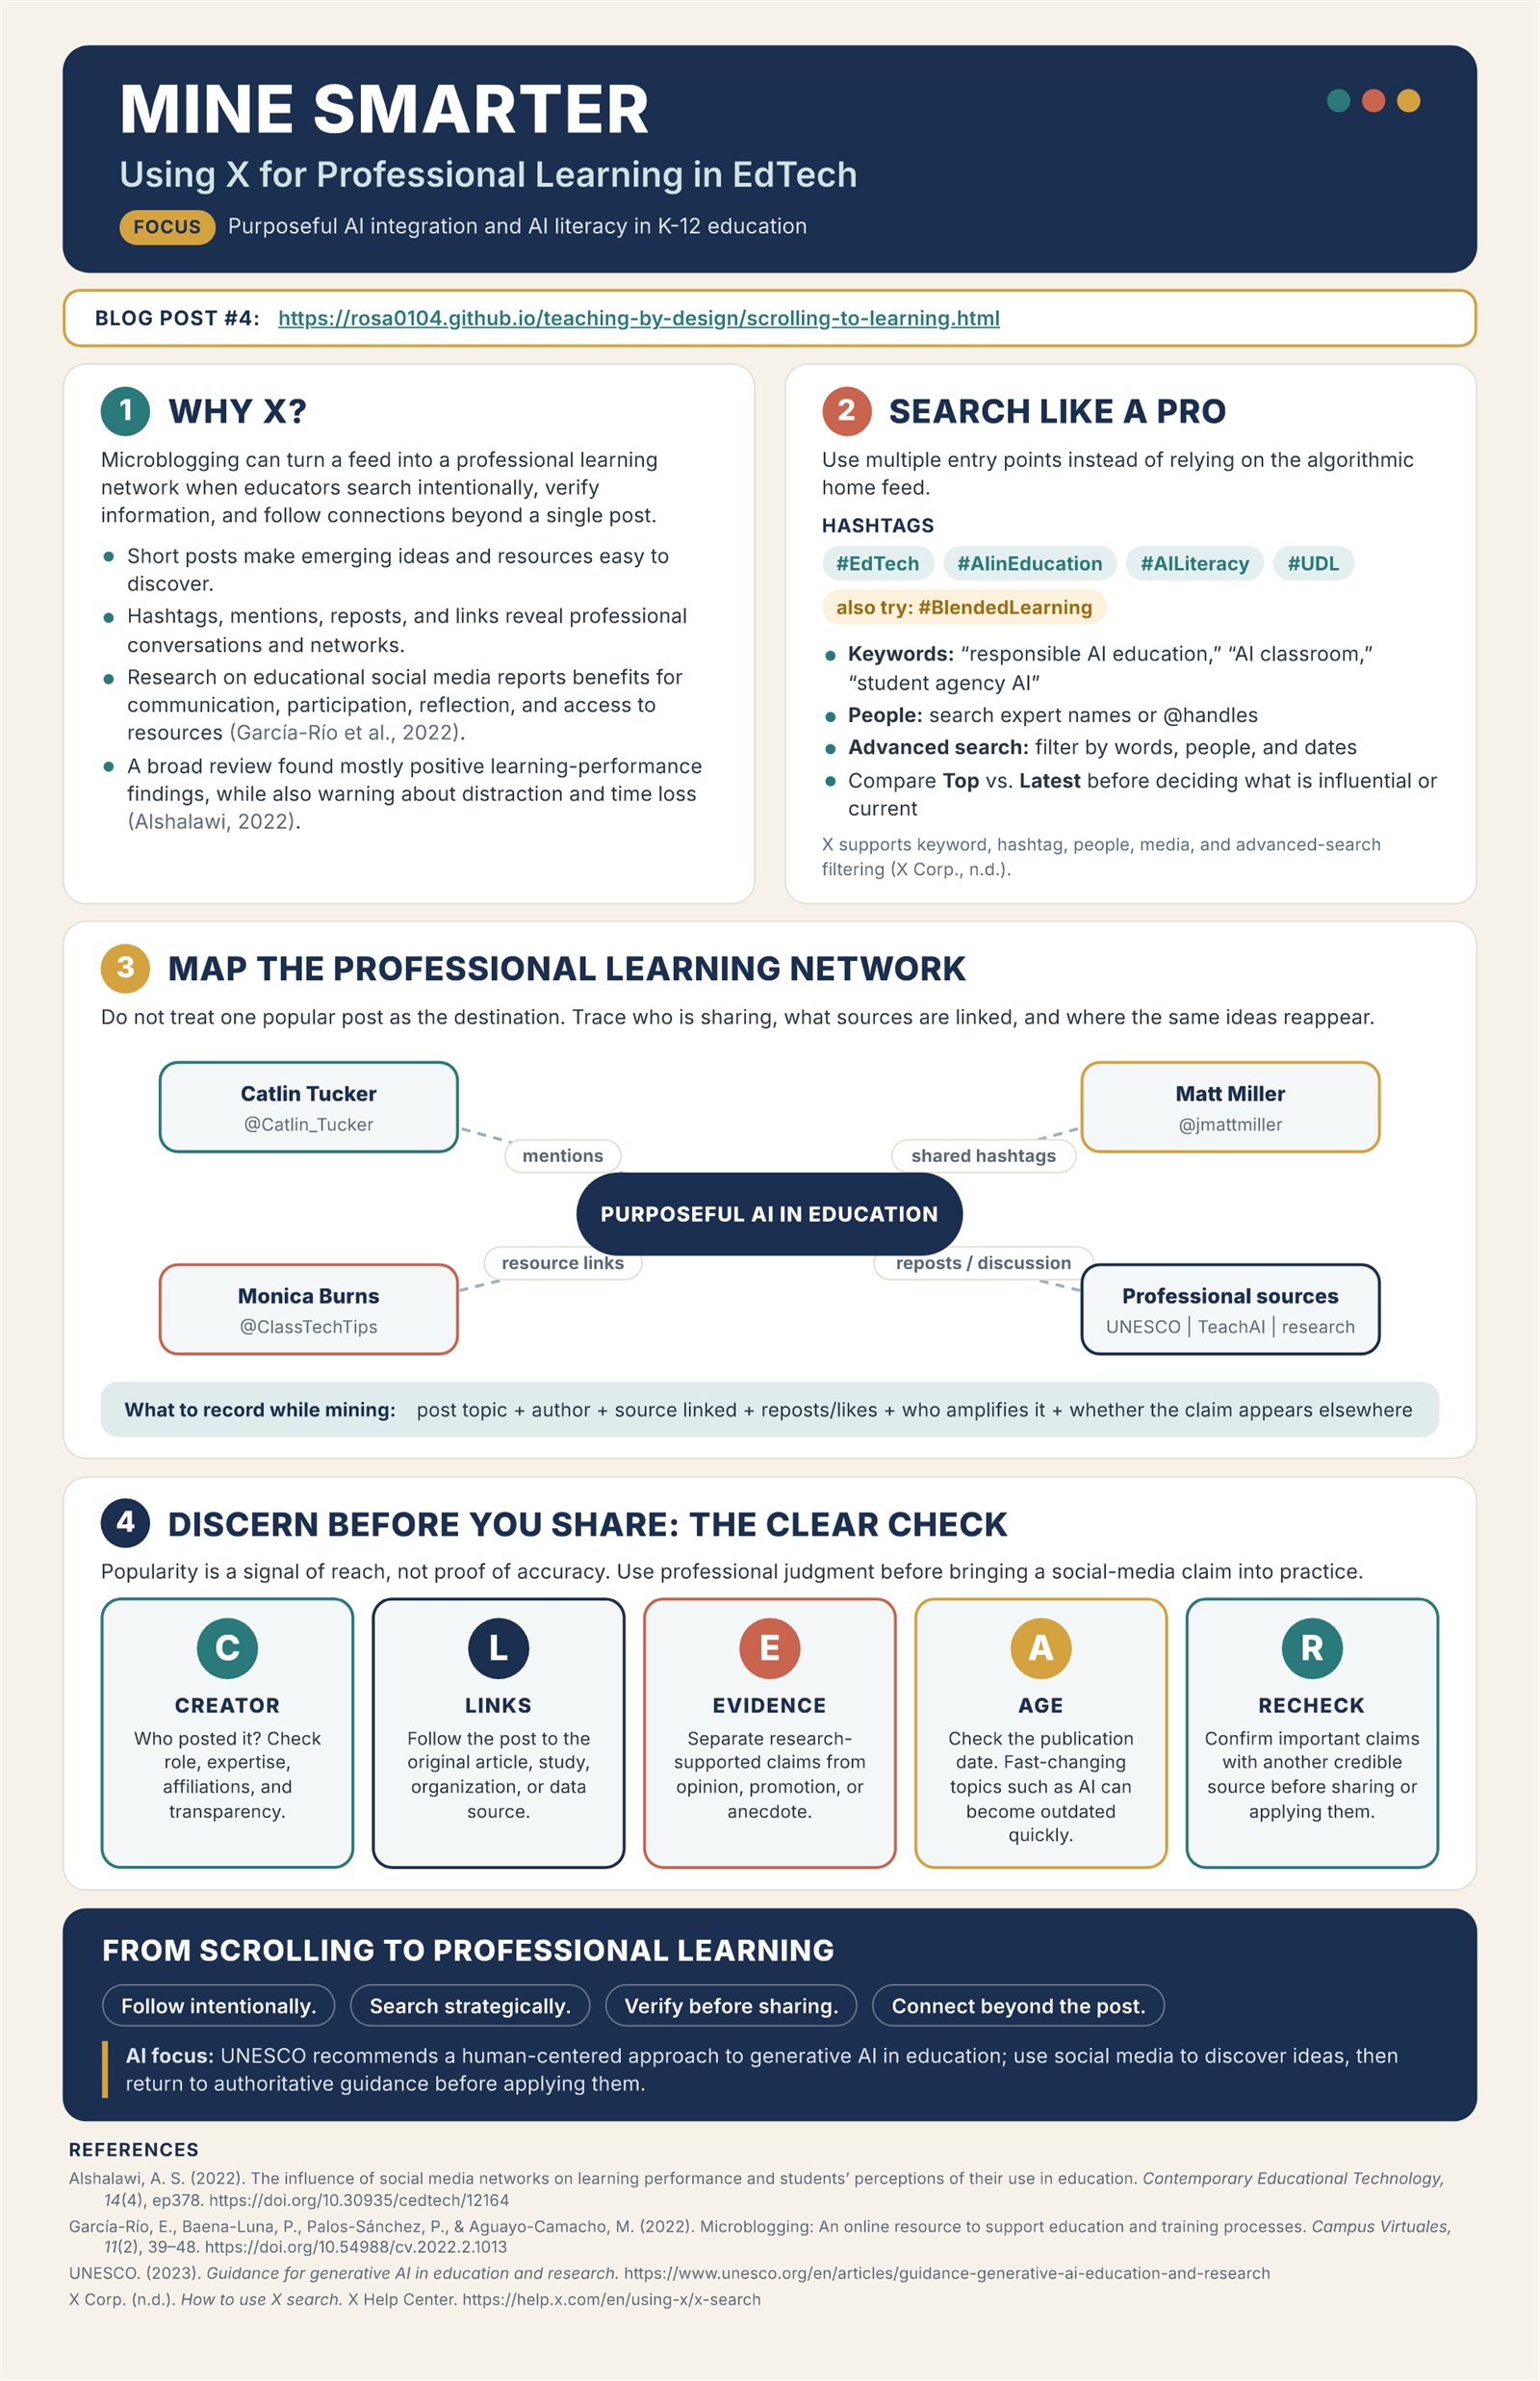 MINE SMARTER
Using X for Professional Learning in EdTech
FOCUS Purposeful AI integration and AI literacy in K-12 education
BLOG POST #4: https://rosa0104.github.io/teaching-by-design/scrolling-to-learning.html
1 WHY X?
Microblogging can turn a feed into a professional learning
network when educators search intentionally, verify
information, and follow connections beyond a single post.
• Short posts make emerging ideas and resources easy to
discover.
• Hashtags, mentions, reposts, and links reveal professional
conversations and networks.
• Research on educational social media reports benefits for
communication, participation, reflection, and access to
resources (García-Río et al., 2022).
• A broad review found mostly positive learning-performance
findings, while also warning about distraction and time loss
(Alshalawi, 2022).
2 SEARCH LIKE A PRO
Use multiple entry points instead of relying on the algorithmic
home feed.
HASHTAGS
#EdTech #AIinEducation #AILiteracy #UDL
also try: #BlendedLearning
• Keywords: “responsible AI education,” “AI classroom,”
“student agency AI”
• People: search expert names or @handles
• Advanced search: filter by words, people, and dates
• Compare Top vs. Latest before deciding what is influential or
current
X supports keyword, hashtag, people, media, and advanced-search
filtering (X Corp., n.d.).
3 MAP THE PROFESSIONAL LEARNING NETWORK
Do not treat one popular post as the destination. Trace who is sharing, what sources are linked, and where the same ideas reappear.
Catlin Tucker
@Catlin_Tucker
Matt Miller
@jmattmiller
mentions
shared hashtags
PURPOSEFUL AI IN EDUCATION
resource links
reposts / discussion
Monica Burns
@ClassTechTips
Professional sources
UNESCO | TeachAI | research
What to record while mining: post topic + author + source linked + reposts/likes + who amplifies it + whether the claim appears elsewhere
4 DISCERN BEFORE YOU SHARE: THE CLEAR CHECK
Popularity is a signal of reach, not proof of accuracy. Use professional judgment before bringing a social-media claim into practice.
C
CREATOR
Who posted it? Check
role, expertise,
affiliations, and
transparency.
L
LINKS
Follow the post to the
original article, study,
organization, or data
source.
E
EVIDENCE
Separate research-
supported claims from
opinion, promotion, or
anecdote.
A
AGE
Check the publication
date. Fast-changing
topics such as AI can
become outdated
quickly.
R
RECHECK
Confirm important claims
with another credible
source before sharing or
applying them.
FROM SCROLLING TO PROFESSIONAL LEARNING
Follow intentionally. Search strategically. Verify before sharing. Connect beyond the post.
AI focus: UNESCO recommends a human-centered approach to generative AI in education; use social media to discover ideas, then
return to authoritative guidance before applying them.
REFERENCES
Alshalawi, A. S. (2022). The influence of social media networks on learning performance and students’ perceptions of their use in education. Contemporary Educational Technology,
14(4), ep378. https://doi.org/10.30935/cedtech/12164
García-Río, E., Baena-Luna, P., Palos-Sánchez, P., & Aguayo-Camacho, M. (2022). Microblogging: An online resource to support education and training processes. Campus Virtuales,
11(2), 39–48. https://doi.org/10.54988/cv.2022.2.1013
UNESCO. (2023). Guidance for generative AI in education and research. https://www.unesco.org/en/articles/guidance-generative-ai-education-and-research
X Corp. (n.d.). How to use X search. X Help Center. https://help.x.com/en/using-x/x-search